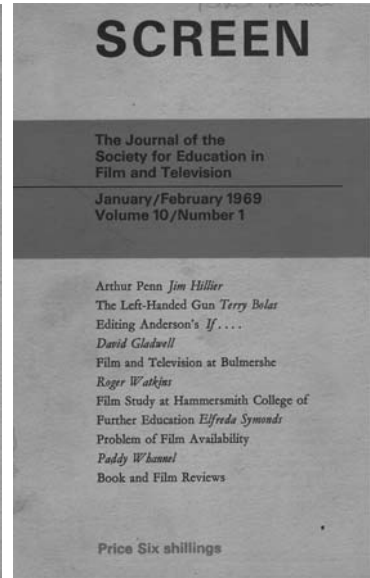 SCREEN
The Journal of the
Society for Education in
Film and Television
January/February 1969
Volume 10/Number 1
Arthur Penn Jim Hillier
The Left-Handed Gun Terry Bolas
Editing Anderson's If....
David Gladwell
Film and Television at Bulmershe
Roger Watkins
Film Study at Hammersmith College of
Further Education Elfreda Symonds
Problem of Film Availability
Paddy Whannel
Book and Film Reviews
Price Six shillings